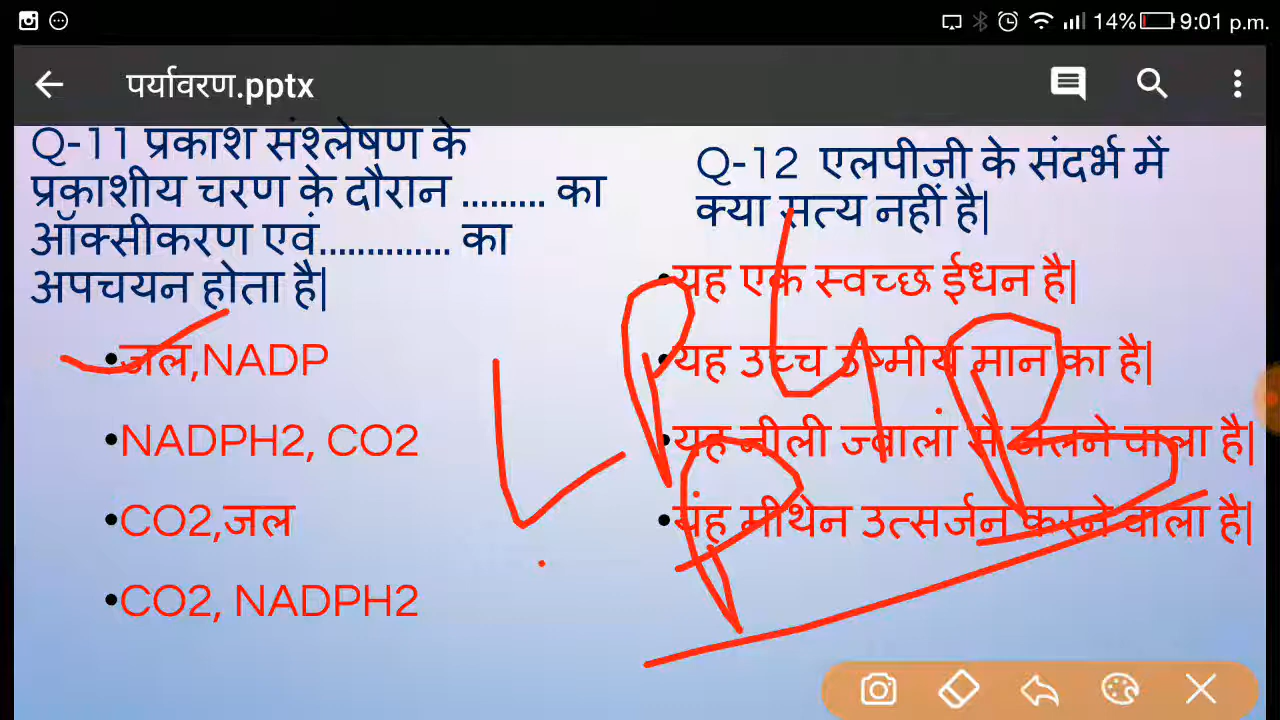 14% 9:01 p.m.
पर्यावरण.pptx
Q-11 प्रकाश संश्लेषण के
प्रकाशीय चरण के दौरान ......... का
ऑक्सीकरण एवं.............. का
अपचयन होता है|
•जल,NADP
•NADPH2, CO2
•CO2,जल
•CO2, NADPH2
Q-12 एलपीजी के संदर्भ में
क्या सत्य नहीं है|
•यह एक स्वच्छ ईधन है|
•यह उच्च उष्मीय मान का है|
•यह नीली ज्वाला से जलने वाला है|
•यह मीथेन उत्सर्जन करने वाला है|